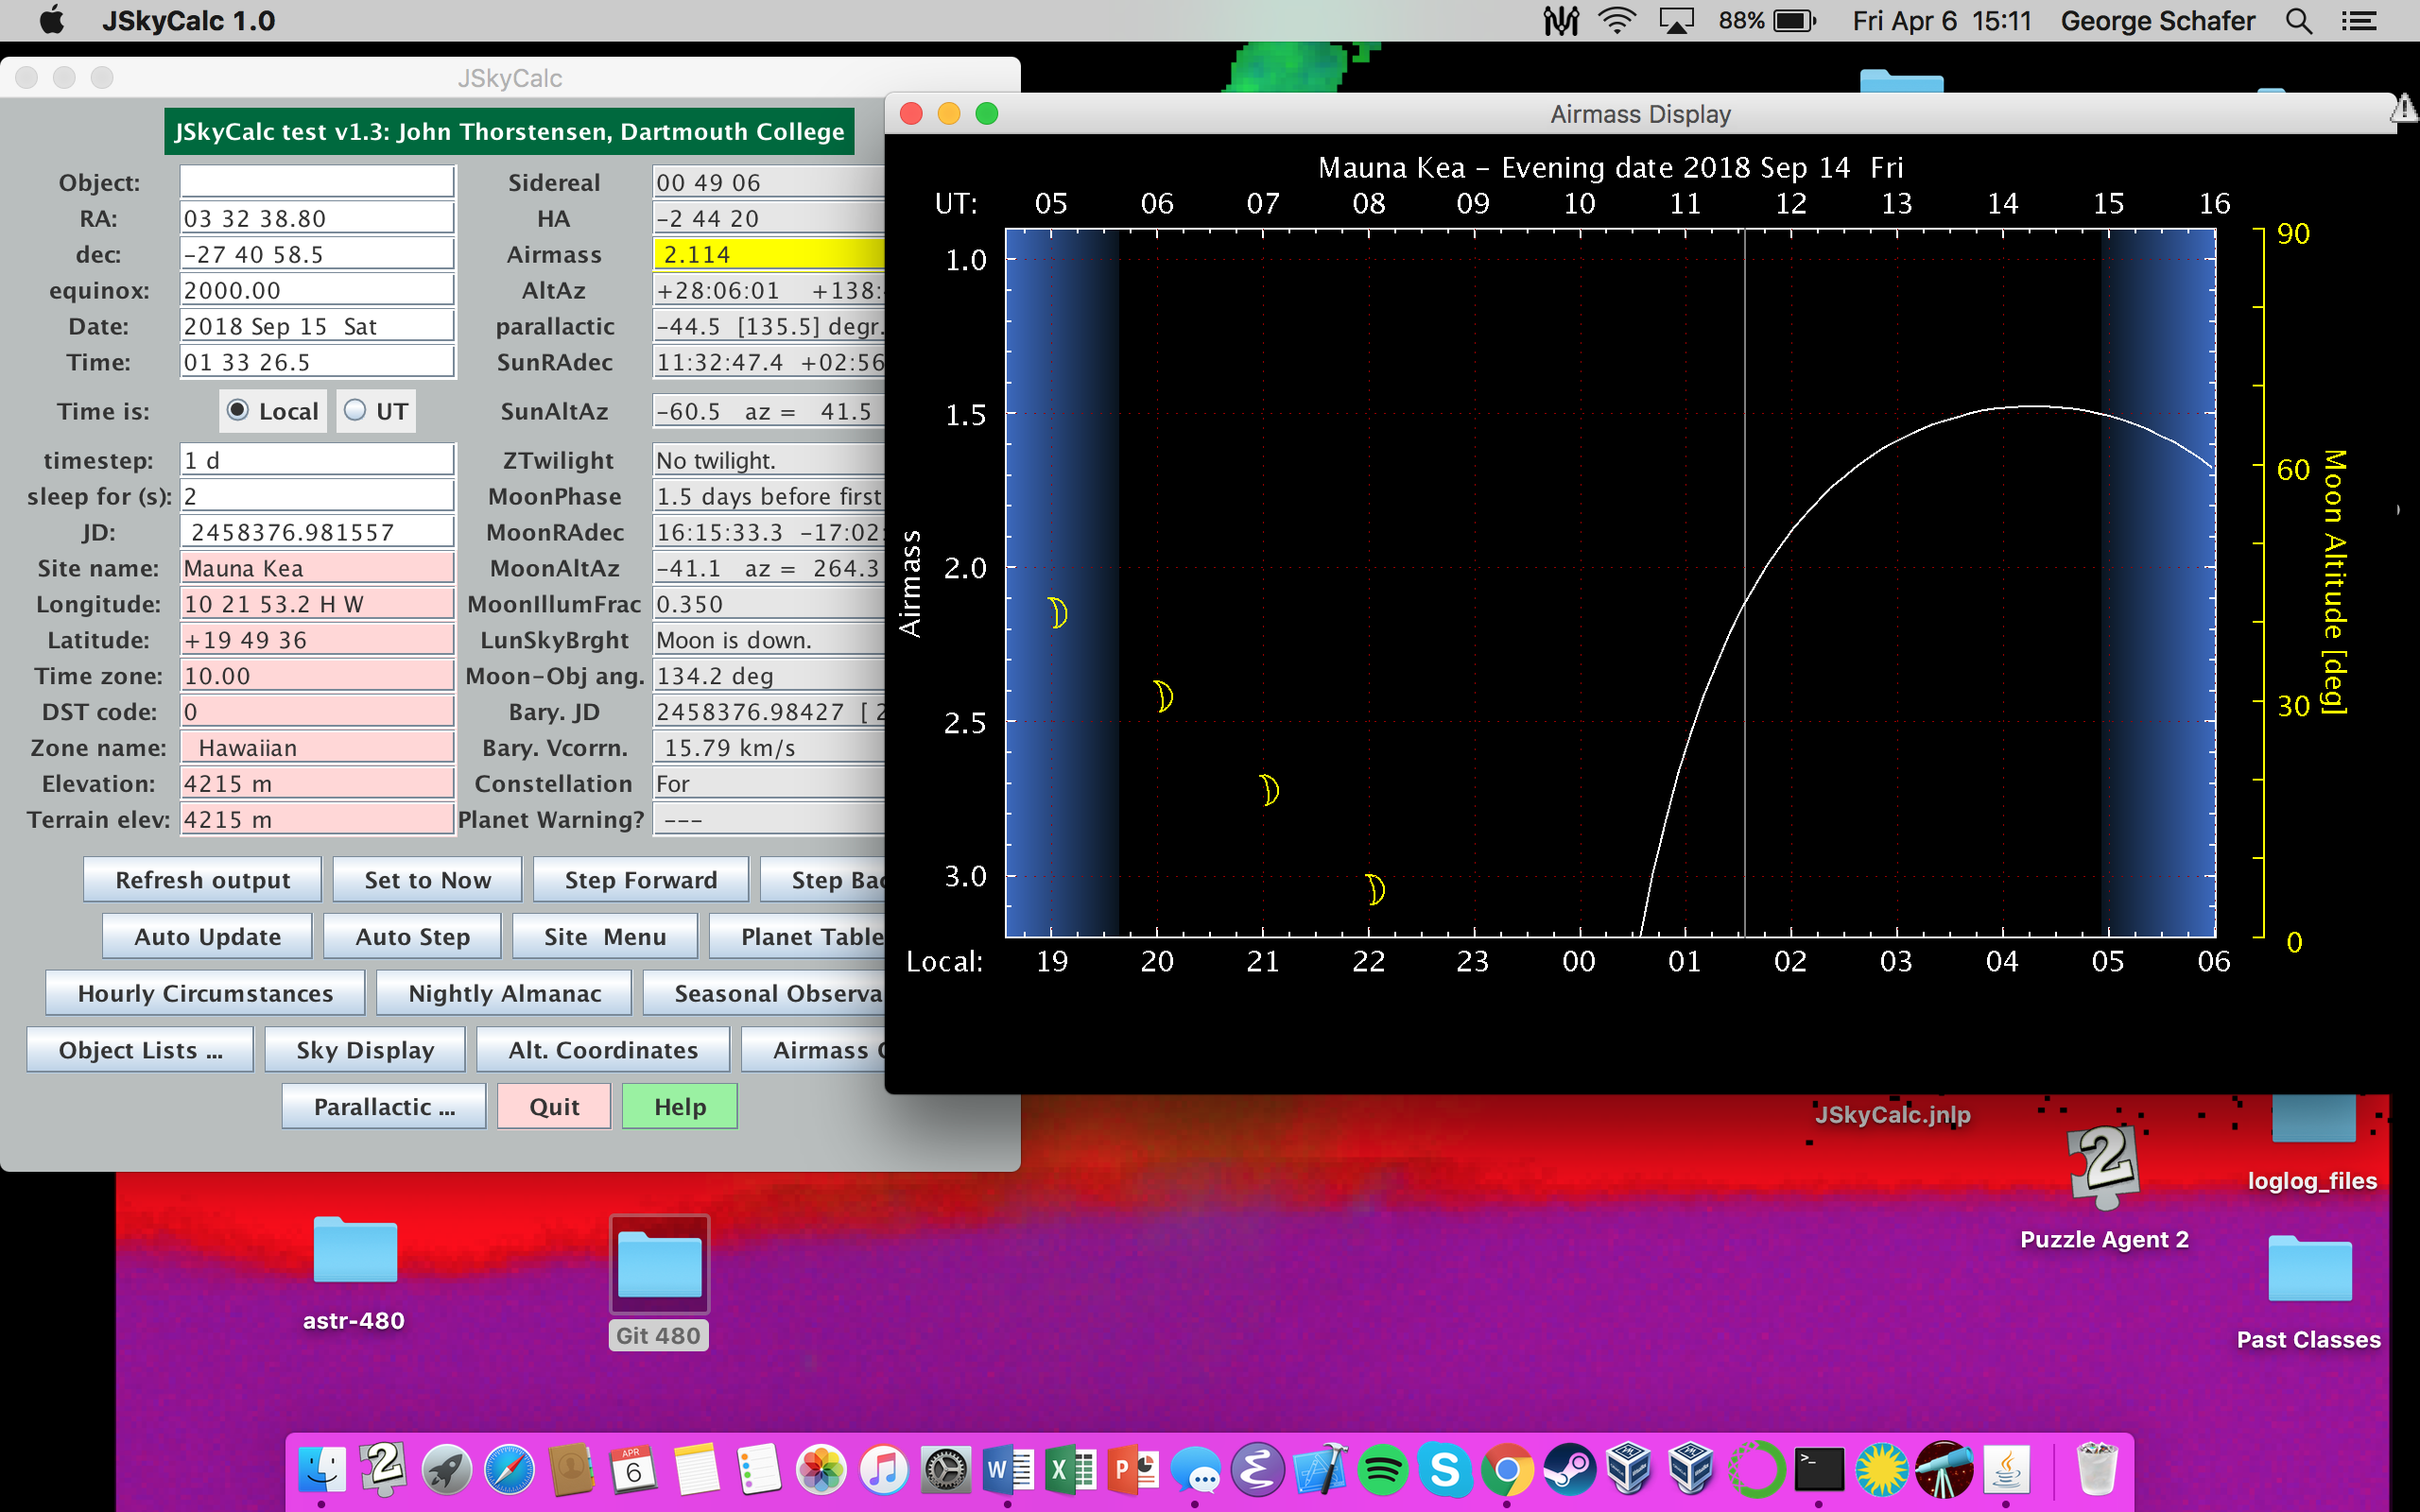 JSkyCalc 1.0
88%
Fri Apr 6 15:11
George Schafer
JSkyCalc
JSkyCalc test v1.3: John Thorstensen, Dartmouth College
Object:
Sidereal 00 49 06
RA: 03 32 38.80
HA -2 44 20
dec: -27 40 58.5
Airmass 2.114
equinox: 2000.00
AltAz +28:06:01 +138:
Date: 2018 Sep 15 Sat
parallactic -44.5 [135.5] degr.
Time: 01 33 26.5
SunRAdec 11:32:47.4 +02:56
Time is: Local UT
SunAltAz -60.5 az = 41.5
timestep: 1 d
ZTwilight No twilight.
sleep for (s): 2
MoonPhase 1.5 days before first
JD: 2458376.981557
MoonRAdec 16:15:33.3 -17:02:
Site name: Mauna Kea
MoonAltAz -41.1 az = 264.3
Longitude: 10 21 53.2 H W
MoonIllumFrac 0.350
Latitude: +19 49 36
LunSkyBrght Moon is down.
Time zone: 10.00
Moon-Obj ang. 134.2 deg
DST code: 0
Bary. JD 2458376.98427 [ 2
Zone name: Hawaiian
Bary. Vcorrn. 15.79 km/s
Elevation: 4215 m
Constellation For
Terrain elev: 4215 m
Planet Warning? ---
Refresh output Set to Now Step Forward Step Bac
Auto Update Auto Step Site Menu Planet Table
Hourly Circumstances Nightly Almanac Seasonal Observa
Object Lists ... Sky Display Alt. Coordinates Airmass
Parallactic ... Quit Help
Airmass Display
Mauna Kea - Evening date 2018 Sep 14 Fri
UT: 05 06 07 08 09 10 11 12 13 14 15 16
1.0
1.5
2.0
2.5
3.0
Airmass
90
60
30
0
Moon Altitude [deg]
Local: 19 20 21 22 23 00 01 02 03 04 05 06
JSkyCalc.jnlp
loglog_files
Puzzle Agent 2
Past Classes
astr-480
Git 480
APR
6